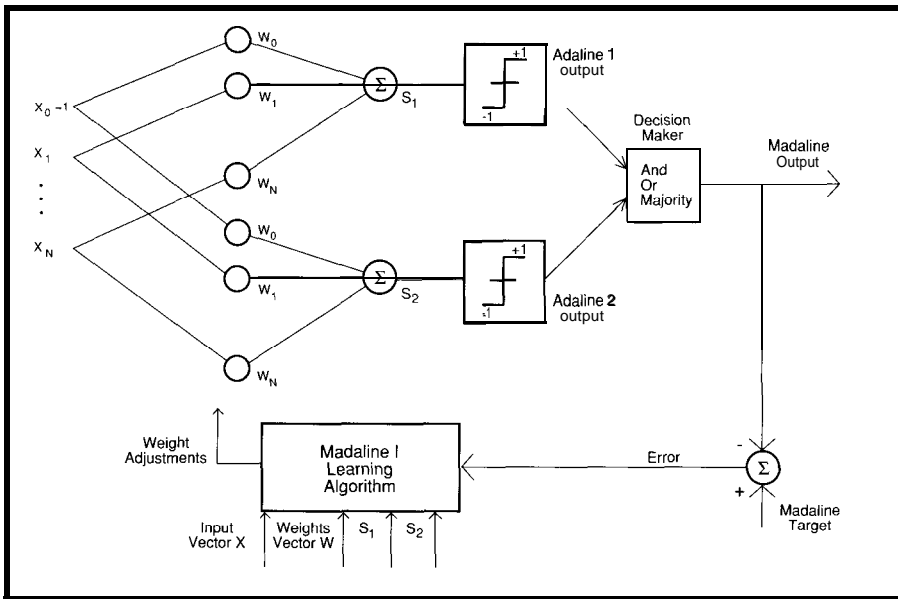 W0
+1
-1
Adaline 1
output
X0-1
W1
S1
Decision
Maker
X1
And
Or
Majority
Madaline
Output
WN
W0
XN
+1
-1
W1
S2
Adaline 2
output
WN
Weight
Adjustments
Madaline I
Learning
Algorithm
Error
-
Σ
+
Madaline
Target
Input
Vector X
Weights
Vector W
S1
S2
Σ
Σ